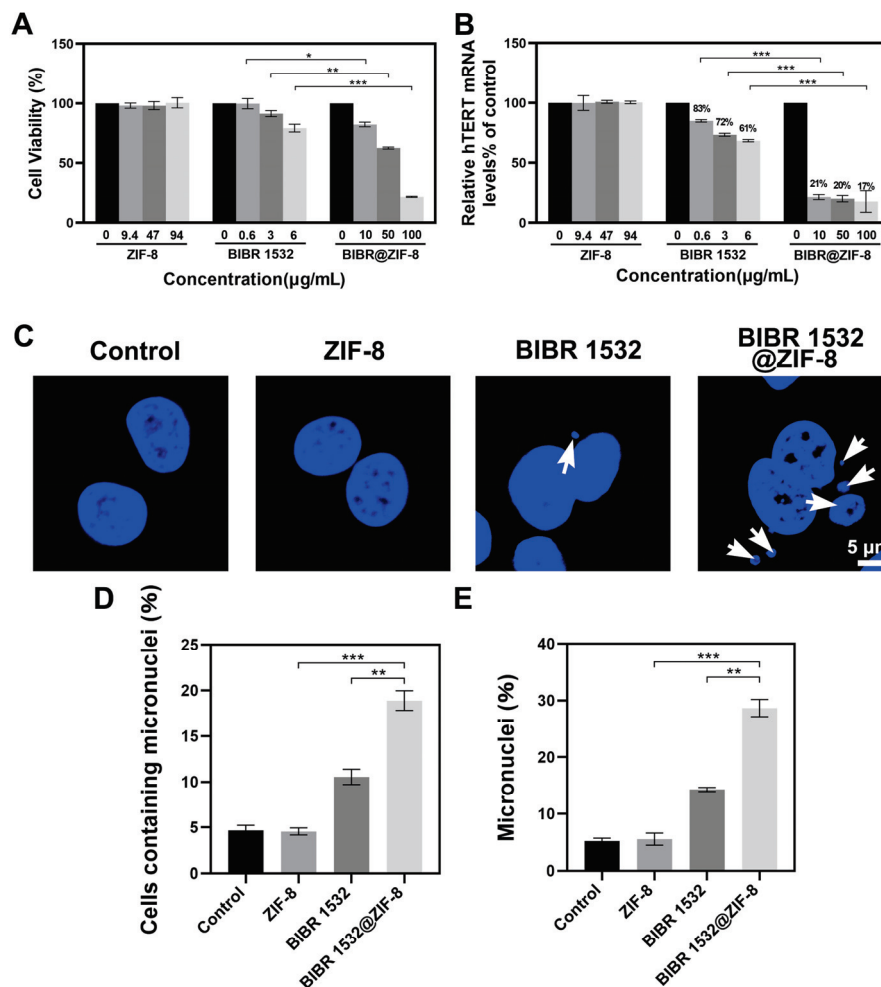 A
Cell Viability (%)
150
100
50
0
*
**
***
0 9.4 47 94 0 0.6 3 6 0 10 50 100
ZIF-8 BIBR 1532 BIBR@ZIF-8
Concentration(μg/mL)
B
Relative hTERT mRNA
levels% of control
150
100
50
0
***
***
***
83%
72%
61%
21% 20% 17%
0 9.4 47 94 0 0.6 3 6 0 10 50 100
ZIF-8 BIBR 1532 BIBR@ZIF-8
Concentration(μg/mL)
C
Control ZIF-8 BIBR 1532 BIBR 1532
@ZIF-8
5 μm
D
Cells containing micronuclei (%)
25
20
15
10
5
0
***
**
Control ZIF-8 BIBR 1532 BIBR 1532@ZIF-8
E
Micronuclei (%)
40
30
20
10
0
***
**
Control ZIF-8 BIBR 1532 BIBR 1532@ZIF-8